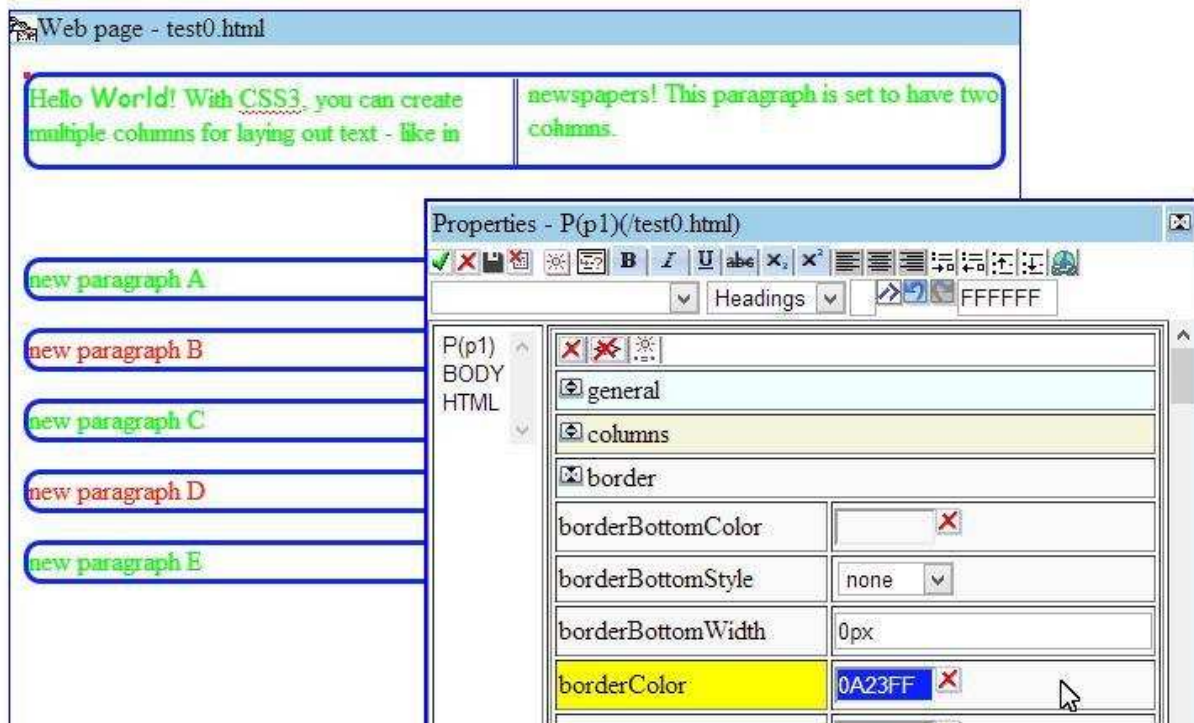 Web page - test0.html
Hello World! With CSS3, you can create
multiple columns for laying out text - like in
newspapers! This paragraph is set to have two
columns.
new paragraph A
new paragraph B
new paragraph C
new paragraph D
new paragraph E
Properties - P(p1)(/test0.html)
B I U abc X₂ X²
Headings FFFFFF
P(p1)
BODY
HTML
general
columns
border
borderBottomColor
borderBottomStyle none
borderBottomWidth 0px
borderColor 0A23FF